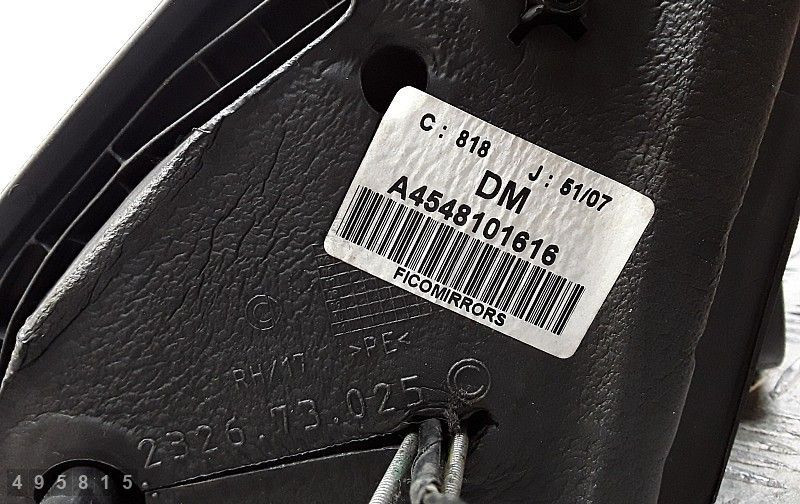 C: 818 J: 51/07
DM
A4548101616
FICOMIRRORS
©
>PE<
RH/17
2326.73.025 ©
495815